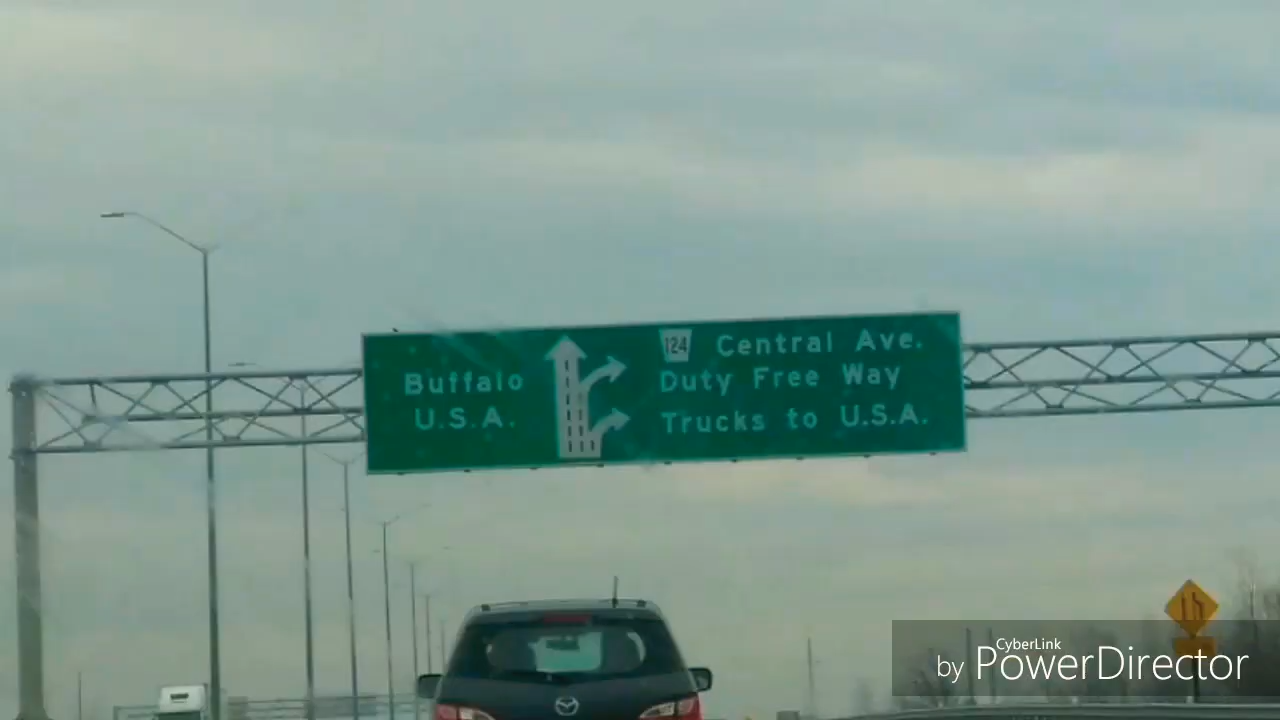 Buffalo
U.S.A.
124 Central Ave.
Duty Free Way
Trucks to U.S.A.
CyberLink
by PowerDirector